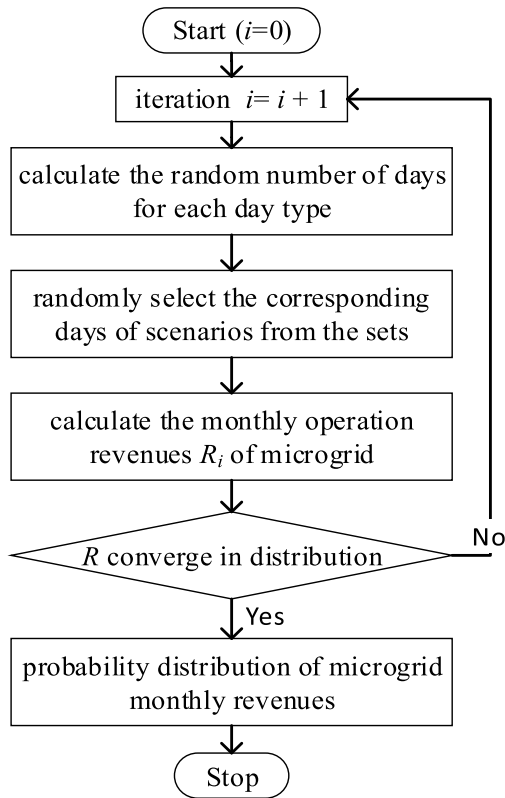 Start (i=0)
iteration i= i + 1
calculate the random number of days
for each day type
randomly select the corresponding
days of scenarios from the sets
calculate the monthly operation
revenues Rᵢ of microgrid
R converge in distribution
No
Yes
probability distribution of microgrid
monthly revenues
Stop